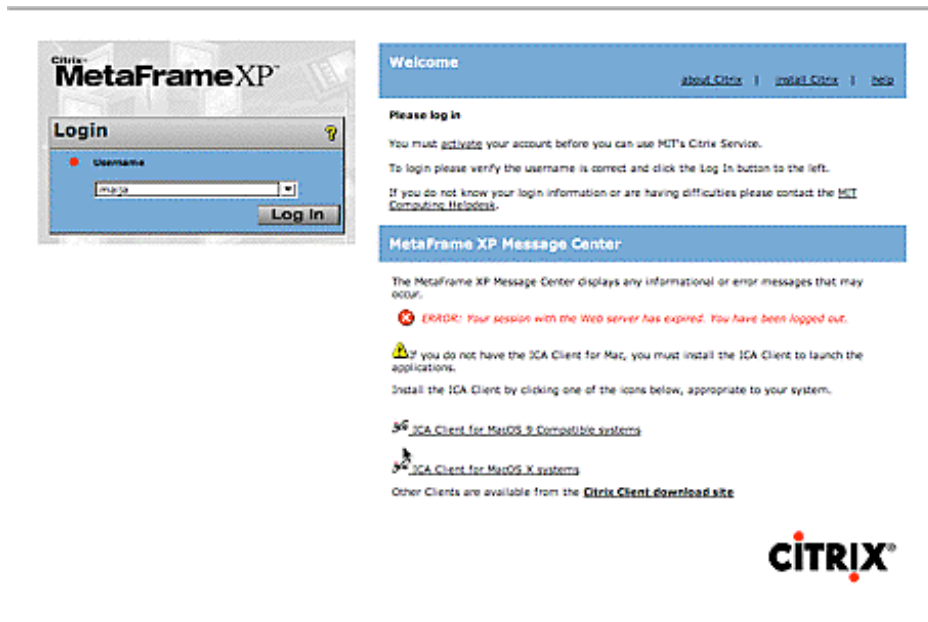 Citrix™
MetaFrameXP™
Login
?
Username
Log In
Welcome
about Citrix | install Citrix | help
Please log in
You must activate your account before you can use MIT's Citrix Service.
To login please verify the username is correct and click the Log In button to the left.
If you do not know your login information or are having difficulties please contact the MIT
Computing Helpdesk.
MetaFrame XP Message Center
The MetaFrame XP Message Center displays any informational or error messages that may
occur.
ERROR: Your session with the Web server has expired. You have been logged out.
If you do not have the ICA Client for Mac, you must install the ICA Client to launch the
applications.
Install the ICA Client by clicking one of the icons below, appropriate to your system.
ICA Client for MacOS 9 Compatible systems
ICA Client for MacOS X systems
Other Clients are available from the Citrix Client download site
CITRIX®